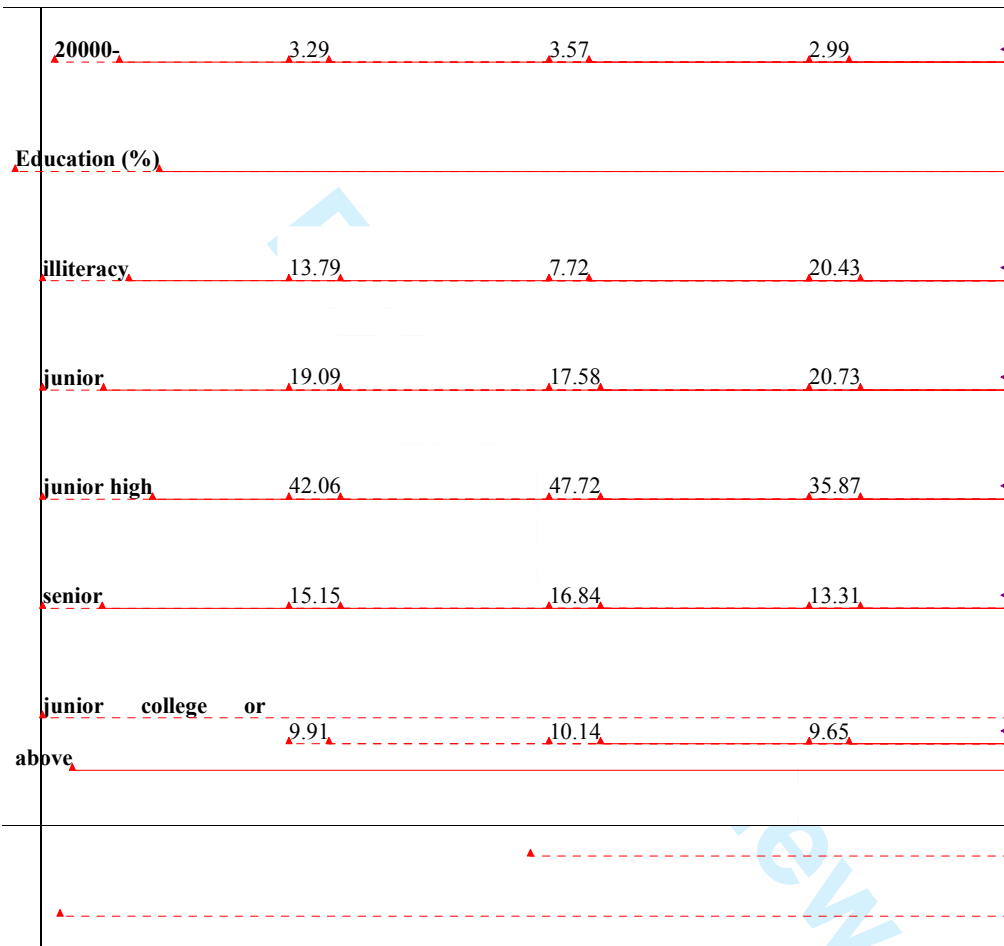 20000- 3.29 3.57 2.99
Education (%)
illiteracy 13.79 7.72 20.43
junior 19.09 17.58 20.73
junior high 42.06 47.72 35.87
senior 15.15 16.84 13.31
junior college or
9.91 10.14 9.65
above